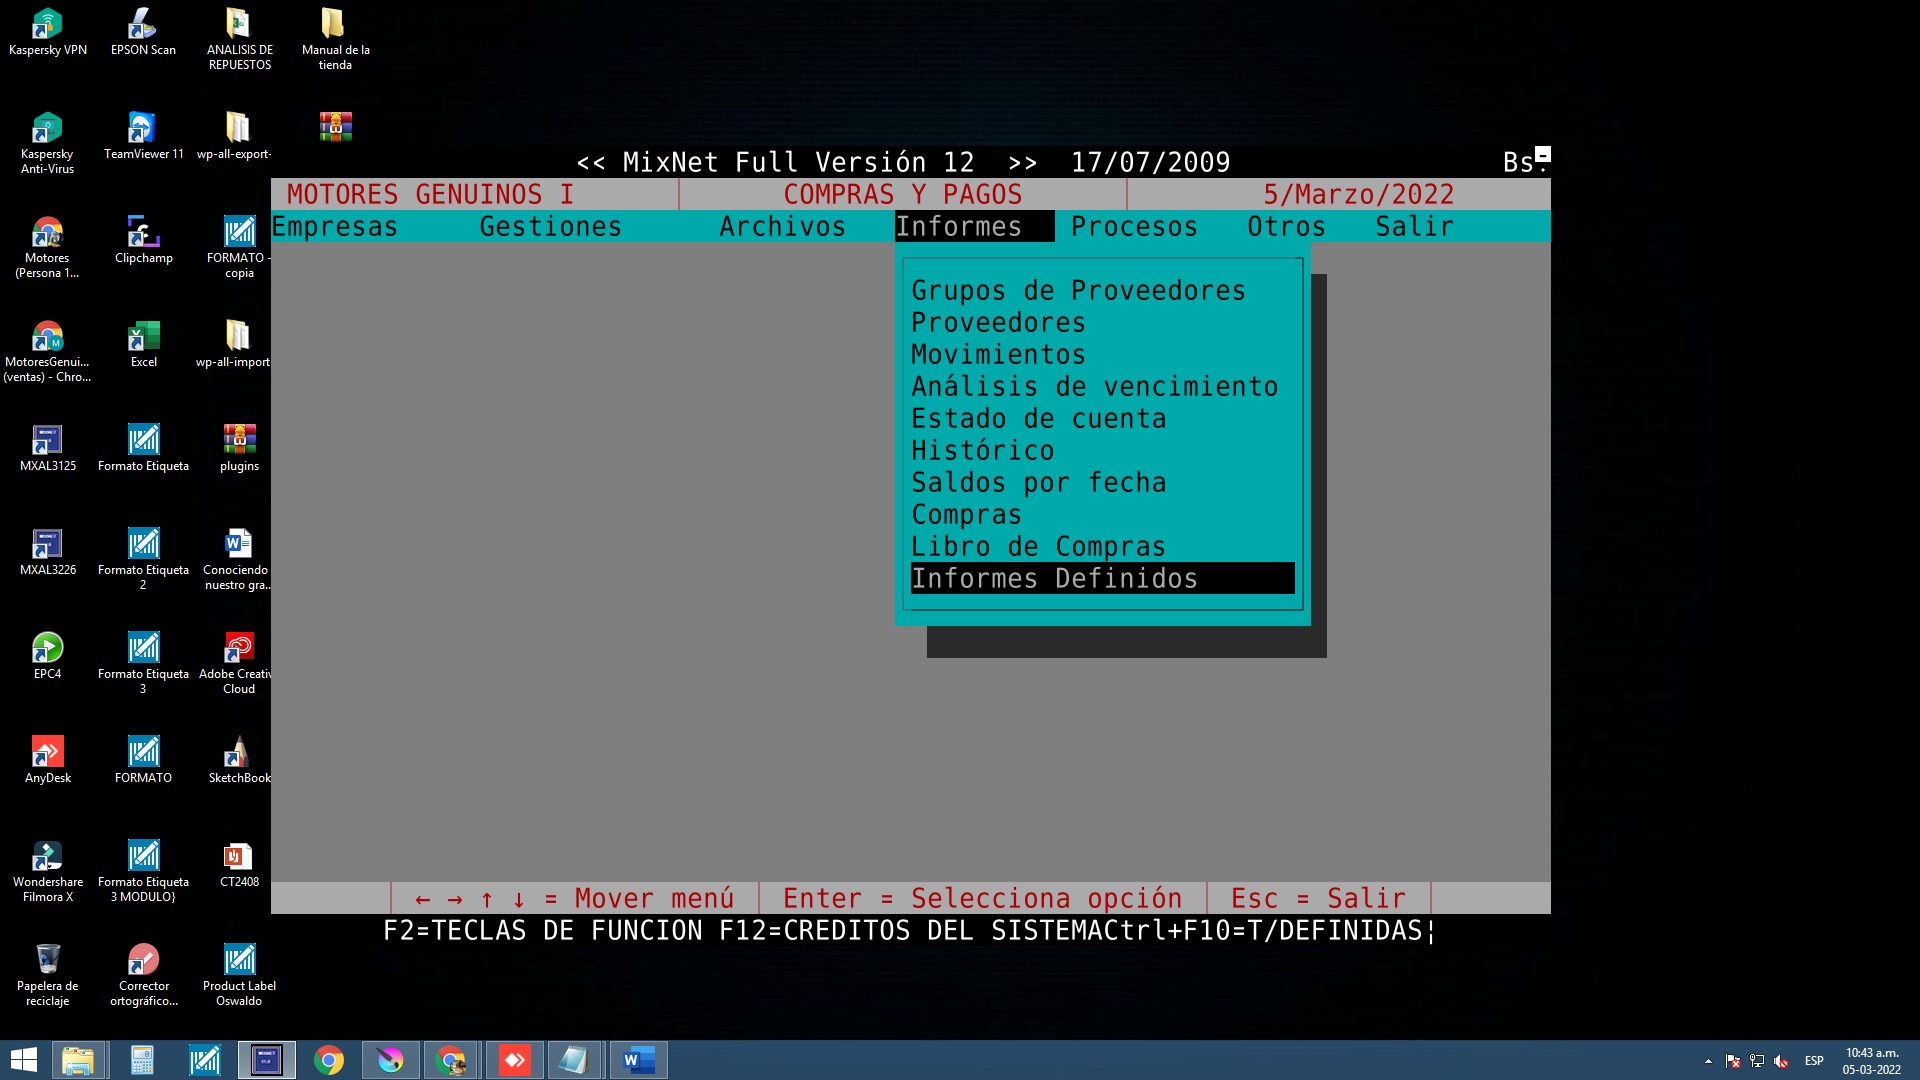 Kaspersky VPN
EPSON Scan
ANALISIS DE
REPUESTOS
Manual de la
tienda
Kaspersky
Anti-Virus
TeamViewer 11
wp-all-export-
<< MixNet Full Versión 12 >> 17/07/2009 Bs.
MOTORES GENUINOS I COMPRAS Y PAGOS 5/Marzo/2022
Empresas Gestiones Archivos Informes Procesos Otros Salir
Motores
(Persona 1...
Clipchamp
FORMATO -
copia
Grupos de Proveedores
Proveedores
Movimientos
Análisis de vencimiento
Estado de cuenta
Histórico
Saldos por fecha
Compras
Libro de Compras
Informes Definidos
MotoresGenui...
(ventas) - Chro...
Excel
wp-all-import-
MXAL3125
Formato Etiqueta
plugins
MXAL3226
Formato Etiqueta
2
Conociendo
nuestro gra..
EPC4
Formato Etiqueta
3
Adobe Creativ
Cloud
AnyDesk
FORMATO
SketchBook
Wondershare
Filmora X
Formato Etiqueta
3 MODULO}
CT2408
← → ↑ ↓ = Mover menú Enter = Selecciona opción Esc = Salir
F2=TECLAS DE FUNCION F12=CREDITOS DEL SISTEMACtrl+F10=T/DEFINIDAS¦
Papelera de
reciclaje
Corrector
ortográfico...
Product Label
Oswaldo
ESP
10:43 a.m.
05-03-2022